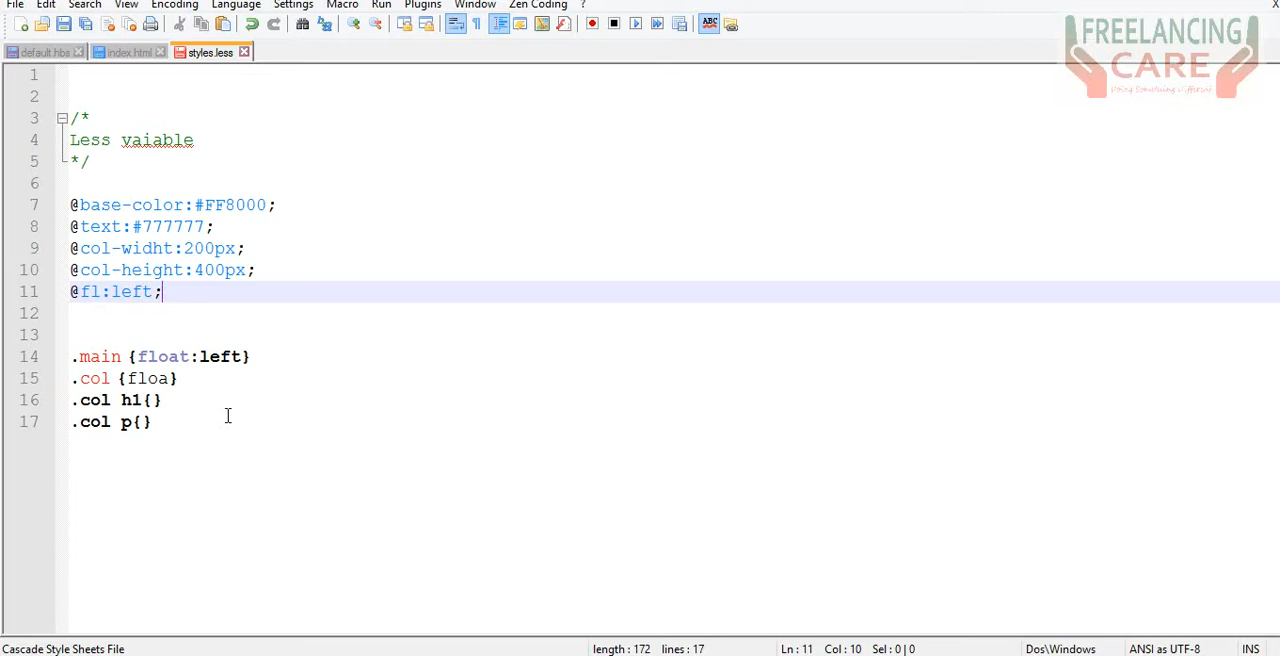 File Edit Search View Encoding Language Settings Macro Run Plugins Window Zen Coding ? X
ABC
default.hbs index.html styles.less
FREELANCING
CARE
Doing Something Different
1
2
3 /*
4 Less vaiable
5 */
6
7 @base-color:#FF8000;
8 @text:#777777;
9 @col-widht:200px;
10 @col-height:400px;
11 @fl:left;
12
13
14 .main {float:left}
15 .col {floa}
16 .col h1{}
17 .col p{}
Cascade Style Sheets File length : 172 lines : 17 Ln : 11 Col : 10 Sel : 0 | 0 Dos\Windows ANSI as UTF-8 INS